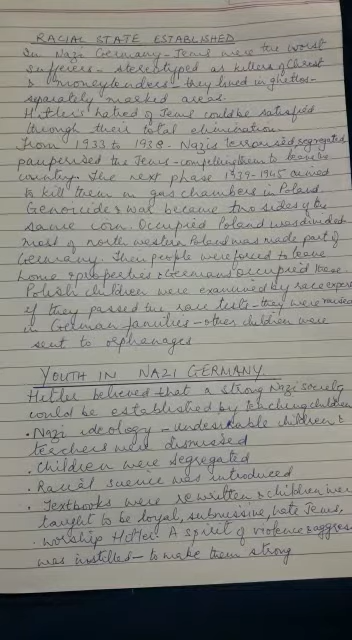 RACIAL STATE ESTABLISHED
In Nazi Germany - Jews were the worst
sufferers - stereotyped as killers of Christ
& moneylenders - they lived in ghettos -
separately marked areas.
Hitler's hatred of Jews could be satisfied
through their total elimination.
From 1933 to 1938 - Nazis terrorised, segregated
pauperised the Jews - compelling them to leave the
country. The next phase 1939-1945 aimed
to kill them in gas chambers in Poland.
Genocide & war became two sides of the
same coin. Occupied Poland was divided
most of north western Poland was made part of
Germany. Their people were forced to leave
home & properties & Germans occupied these
Polish children were examined by race expe
if they passed the race tests - they were raised
in German families - other children were
sent to orphanages
YOUTH IN NAZI GERMANY
Hitler believed that a strong Nazi society
could be established by teaching children
• Nazi ideology - undesirable children &
teachers were dismissed
• Children were segregated
• Racial science was introduced
• Textbooks were rewritten & children wer
taught to be loyal, submissive, hate Jews,
• worship Hitler. A spirit of violence & aggres
was instilled - to make them strong